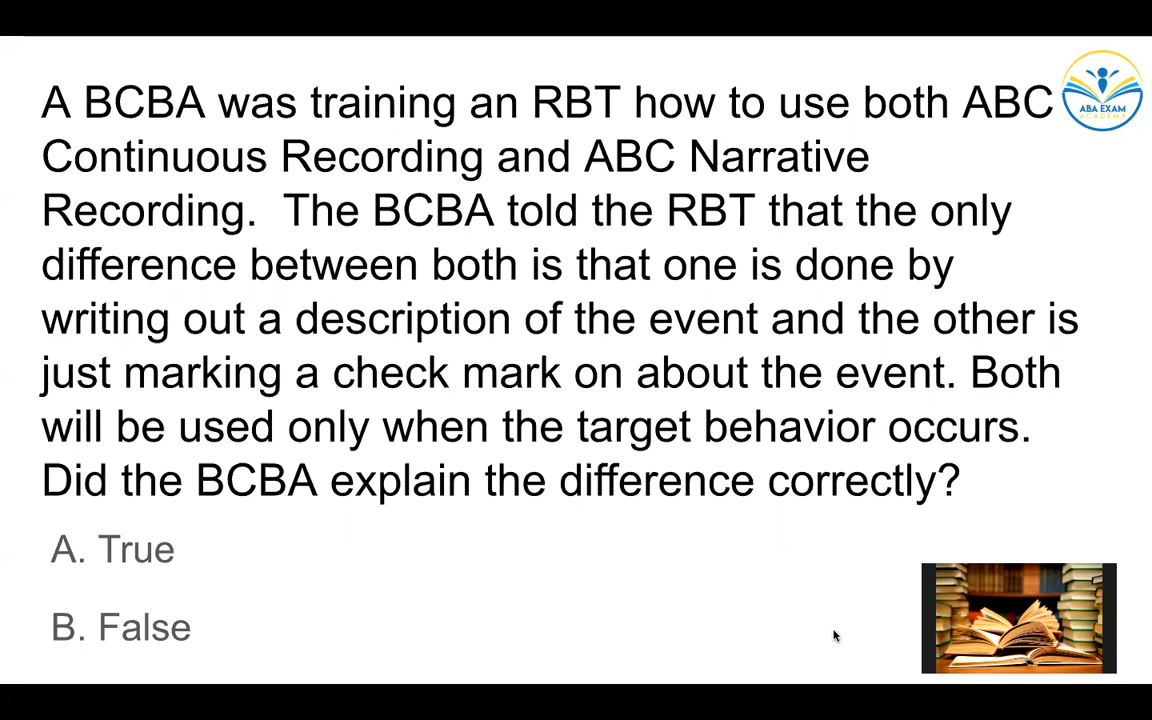 A BCBA was training an RBT how to use both ABC
Continuous Recording and ABC Narrative
Recording.  The BCBA told the RBT that the only
difference between both is that one is done by
writing out a description of the event and the other is
just marking a check mark on about the event. Both
will be used only when the target behavior occurs.
Did the BCBA explain the difference correctly?
A. True
B. False
ABA EXAM
ACADEMY